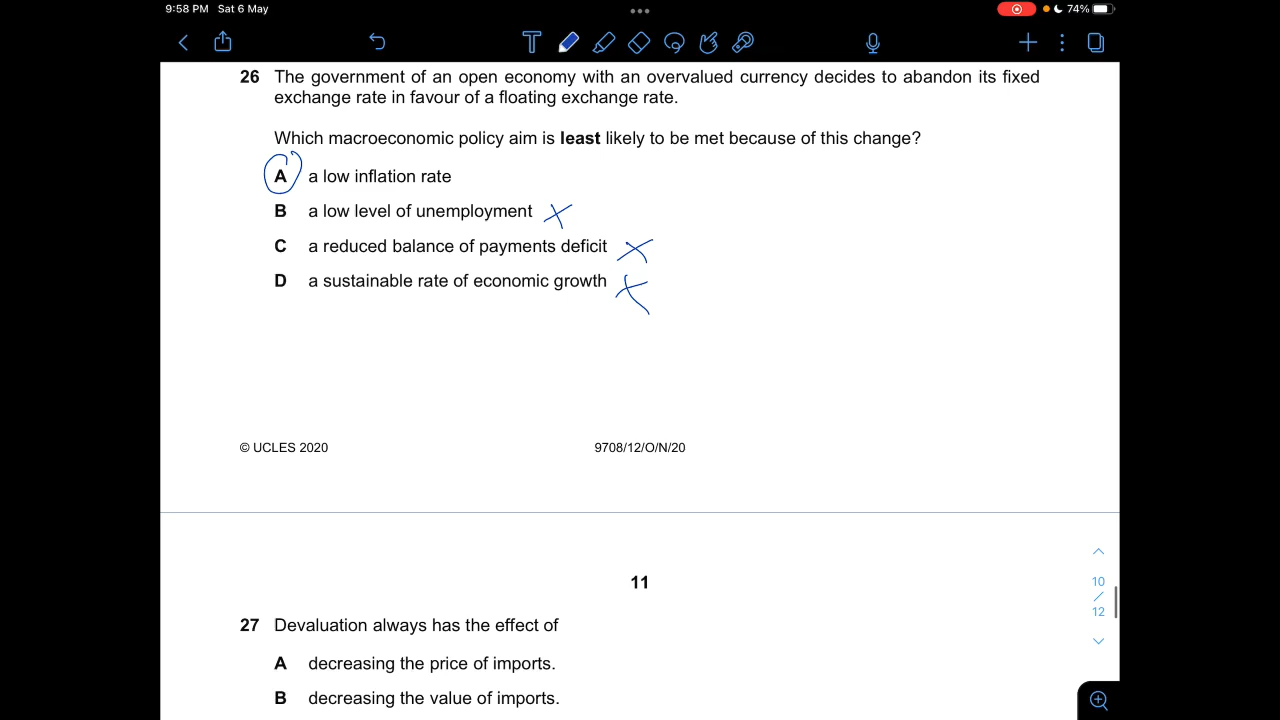 9:58 PM Sat 6 May
74%
26 The government of an open economy with an overvalued currency decides to abandon its fixed
exchange rate in favour of a floating exchange rate.
Which macroeconomic policy aim is least likely to be met because of this change?
A a low inflation rate
B a low level of unemployment
C a reduced balance of payments deficit
D a sustainable rate of economic growth
© UCLES 2020 9708/12/O/N/20
11
10
/
12
27 Devaluation always has the effect of
A decreasing the price of imports.
B decreasing the value of imports.